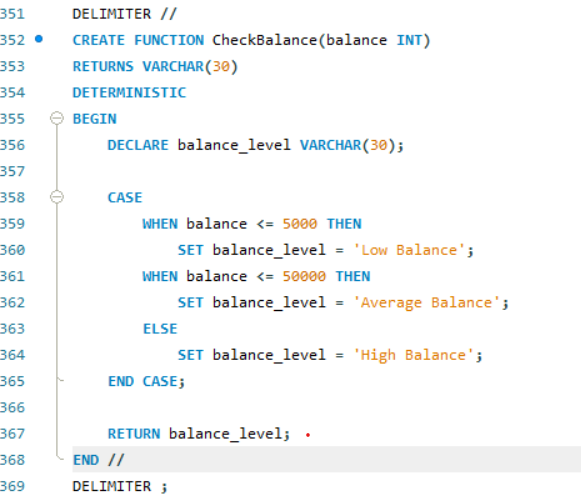 351 DELIMITER //
352 CREATE FUNCTION CheckBalance(balance INT)
353 RETURNS VARCHAR(30)
354 DETERMINISTIC
355 BEGIN
356 DECLARE balance_level VARCHAR(30);
357
358 CASE
359 WHEN balance <= 5000 THEN
360 SET balance_level = 'Low Balance';
361 WHEN balance <= 50000 THEN
362 SET balance_level = 'Average Balance';
363 ELSE
364 SET balance_level = 'High Balance';
365 END CASE;
366
367 RETURN balance_level;
368 END //
369 DELIMITER ;